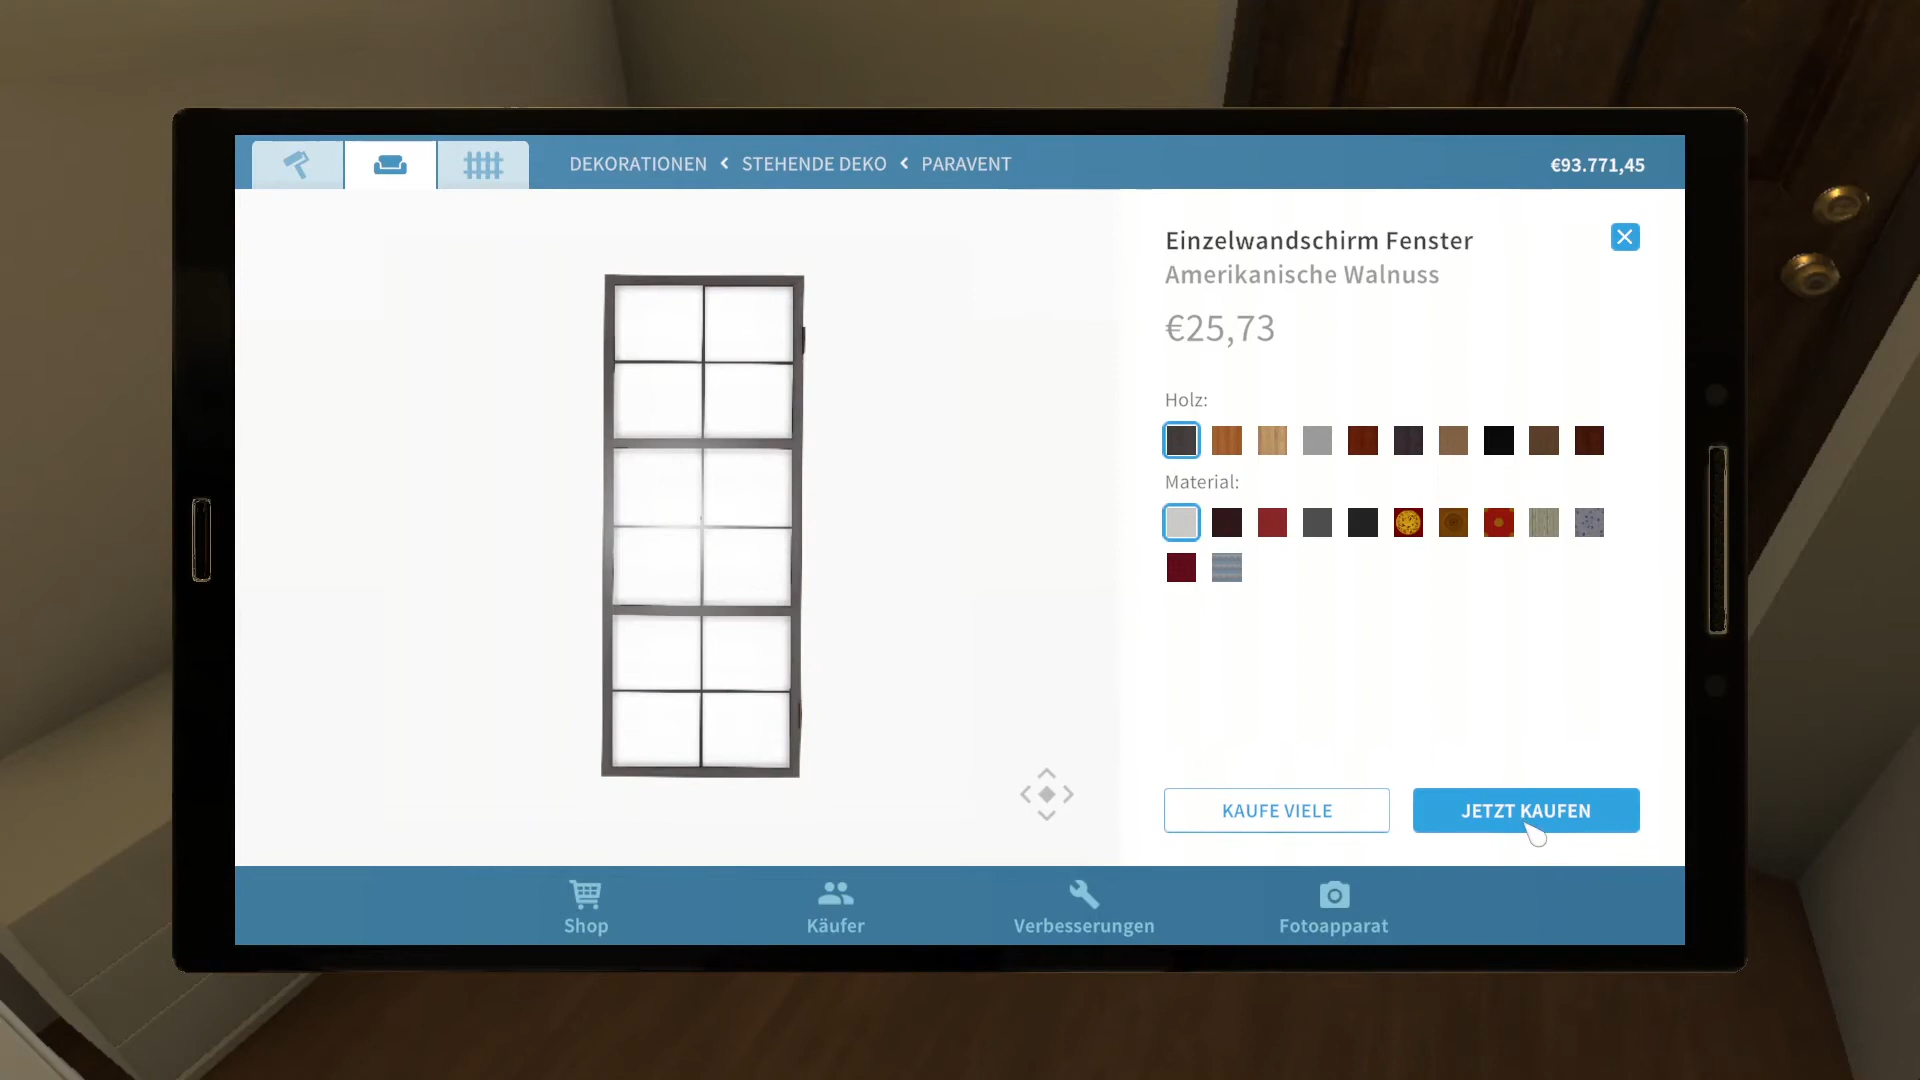 DEKORATIONEN < STEHENDE DEKO < PARAVENT
€93.771,45
Einzelwandschirm Fenster
Amerikanische Walnuss
€25,73
Holz:
Material:
KAUFE VIELE
JETZT KAUFEN
Shop
Käufer
Verbesserungen
Fotoapparat